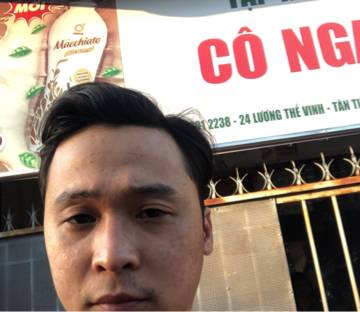 MỚI
Macchiato
CÔ NGA
2238 - 24 LƯƠNG THẾ VINH - TÂN